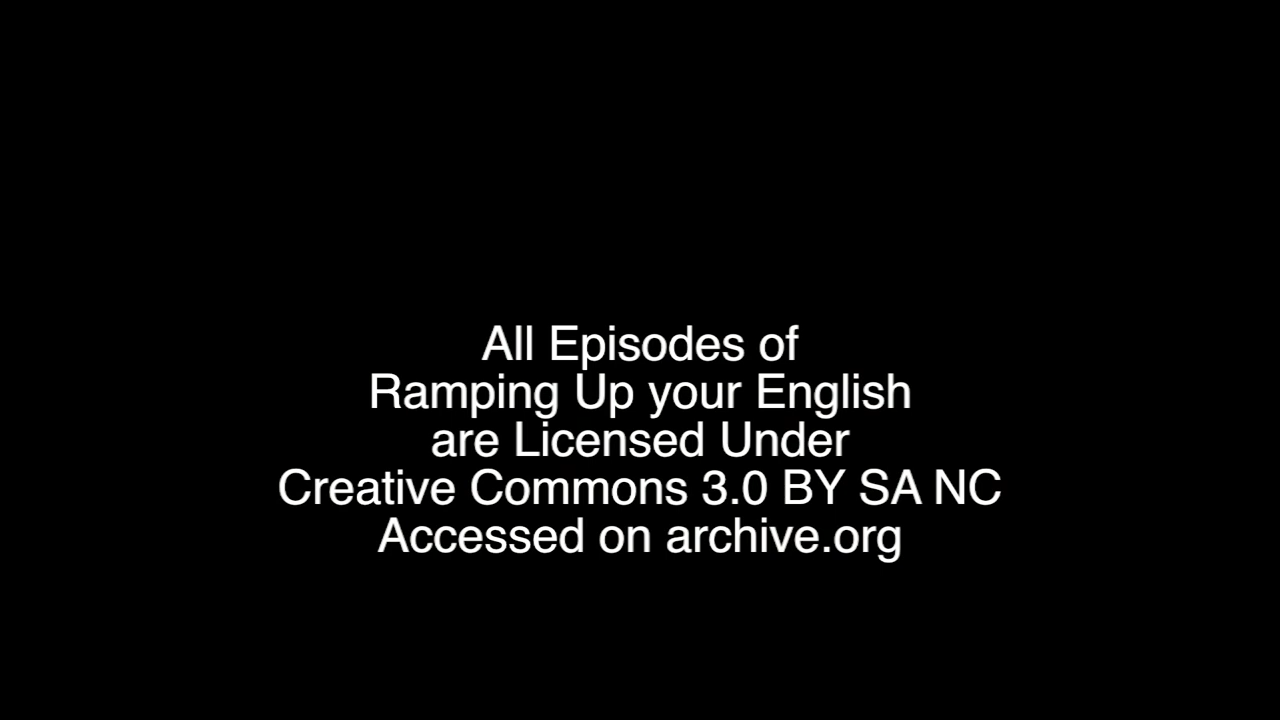 All Episodes of
Ramping Up your English
are Licensed Under
Creative Commons 3.0 BY SA NC
Accessed on archive.org